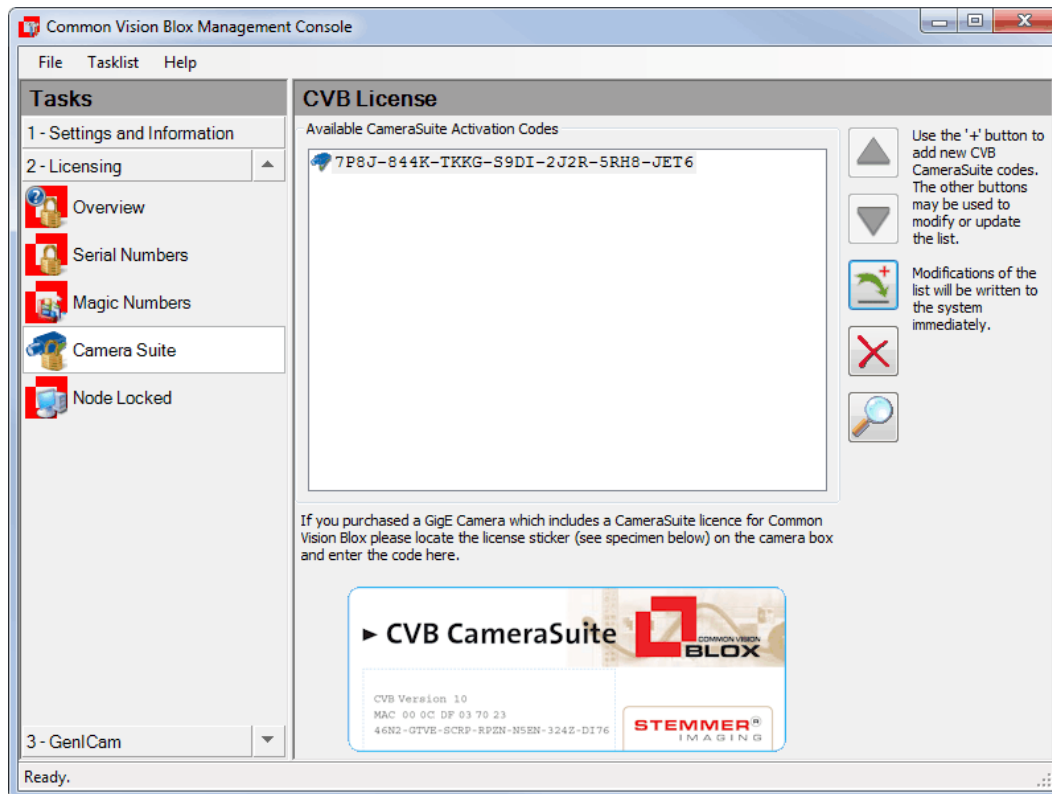 Common Vision Blox Management Console
File Tasklist Help
Tasks
1 - Settings and Information
2 - Licensing
Overview
Serial Numbers
Magic Numbers
Camera Suite
Node Locked
3 - GenICam
CVB License
Available CameraSuite Activation Codes
7P8J-844K-TKKG-S9DI-2J2R-5RH8-JET6
Use the '+' button to
add new CVB
CameraSuite codes.
The other buttons
may be used to
modify or update
the list.
Modifications of the
list will be written to
the system
immediately.
If you purchased a GigE Camera which includes a CameraSuite licence for Common
Vision Blox please locate the license sticker (see specimen below) on the camera box
and enter the code here.
► CVB CameraSuite
COMMON VISION
BLOX
CVB Version 10
MAC 00 0C DF 03 70 23
46N2-GTVE-SCRP-RPZN-N5EN-324Z-DI76
STEMMER®
IMAGING
Ready.